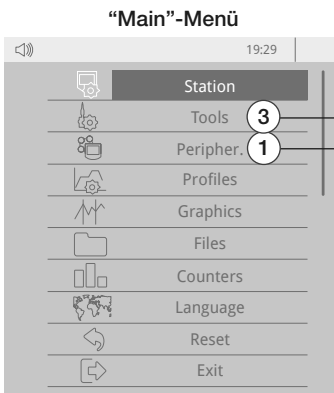 “Main”-Menü
19:29
Station
Tools 3
Peripher. 1
Profiles
Graphics
Files
Counters
Language
Reset
Exit